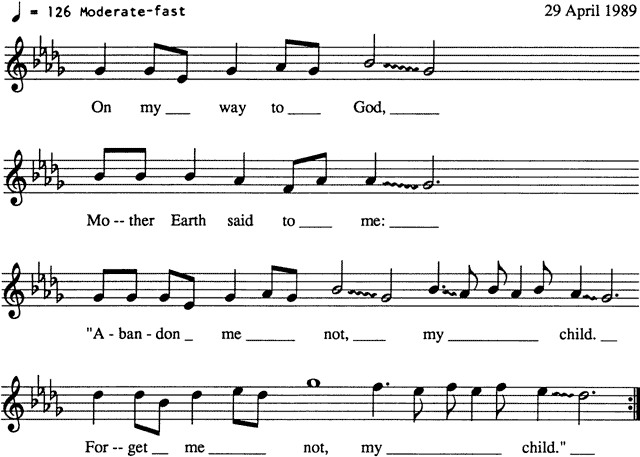 ♩ = 126 Moderate-fast 29 April 1989
On my ___ way to ____ God, ______
Mo -- ther Earth said to ____ me: ______
"A - ban - don _ me ______ not, ____ my ___________ child. __
For -- get __ me _______ not, my ______________ child." ___